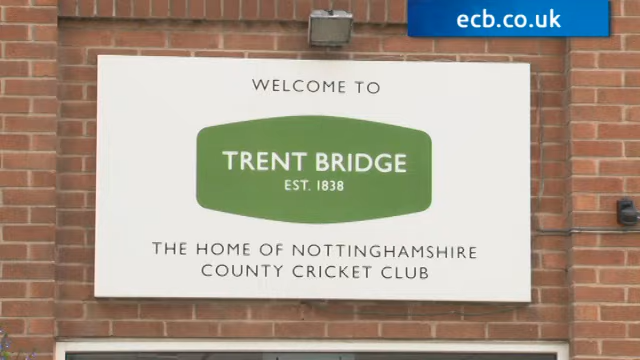 ecb.co.uk
WELCOME TO
TRENT BRIDGE
EST. 1838
THE HOME OF NOTTINGHAMSHIRE
COUNTY CRICKET CLUB